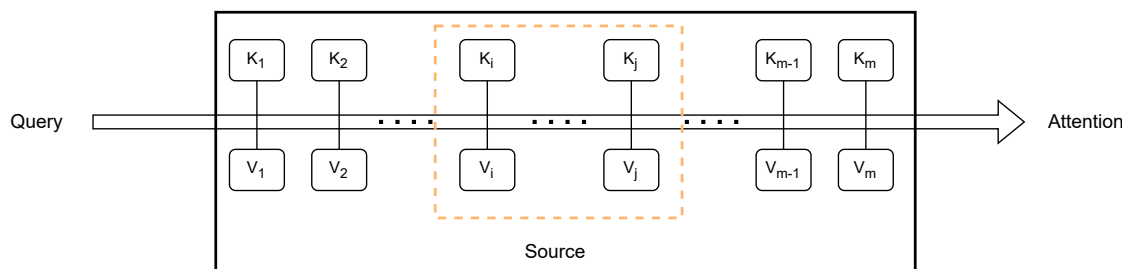 K1 K2 Ki Kj Km-1 Km
Query . . . . . . . . . . . . Attention
V1 V2 Vi Vj Vm-1 Vm
Source